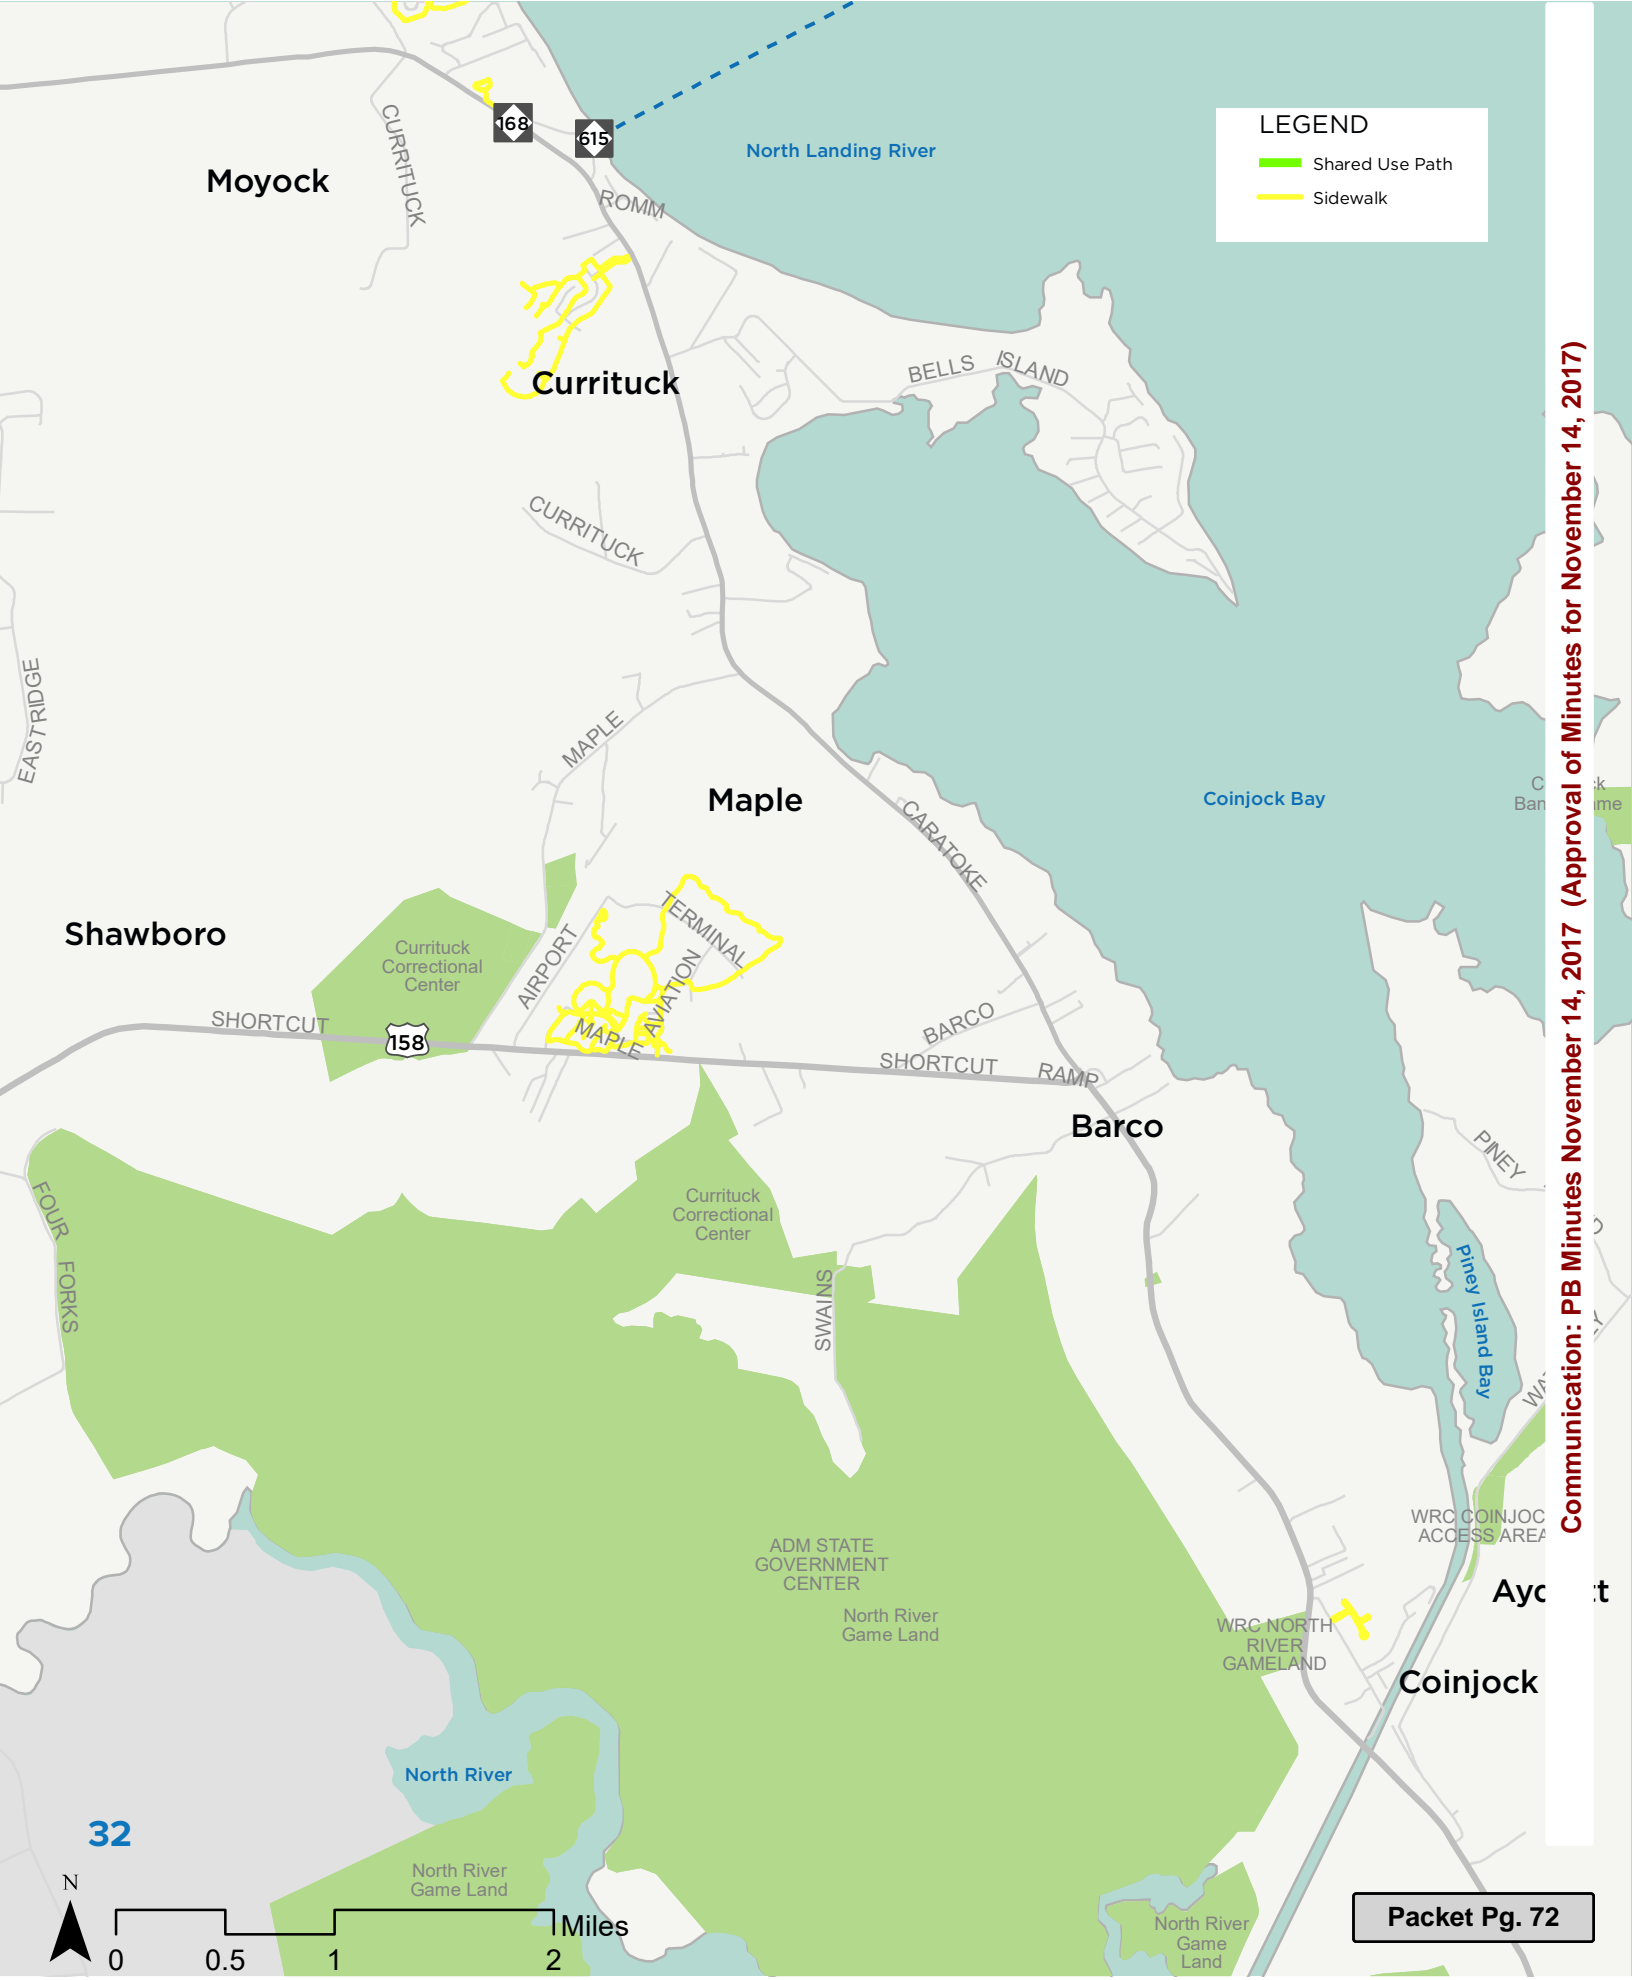 168
615
North Landing River
LEGEND
Shared Use Path
Sidewalk
CURRITUCK
Moyock
ROMM
Currituck
BELLS ISLAND
CURRITUCK
EASTRIDGE
MAPLE
Maple
CARATOKE
Coinjock Bay
Shawboro
Currituck
Correctional
Center
TERMINAL
AIRPORT
AVIATION
MAPLE
SHORTCUT
158
BARCO
SHORTCUT
RAMP
Barco
PINEY
FOUR FORKS
Currituck
Correctional
Center
SWAINS
Piney Island Bay
WRC COINJOC
ACCESS AREA
ADM STATE
GOVERNMENT
CENTER
North River
Game Land
WRC NORTH
RIVER
GAMELAND
Coinjock
North River
32
North River
Game Land
North River
Game
Land
N
0 0.5 1 2 Miles
Communication: PB Minutes November 14, 2017 (Approval of Minutes for November 14, 2017)
Packet Pg. 72